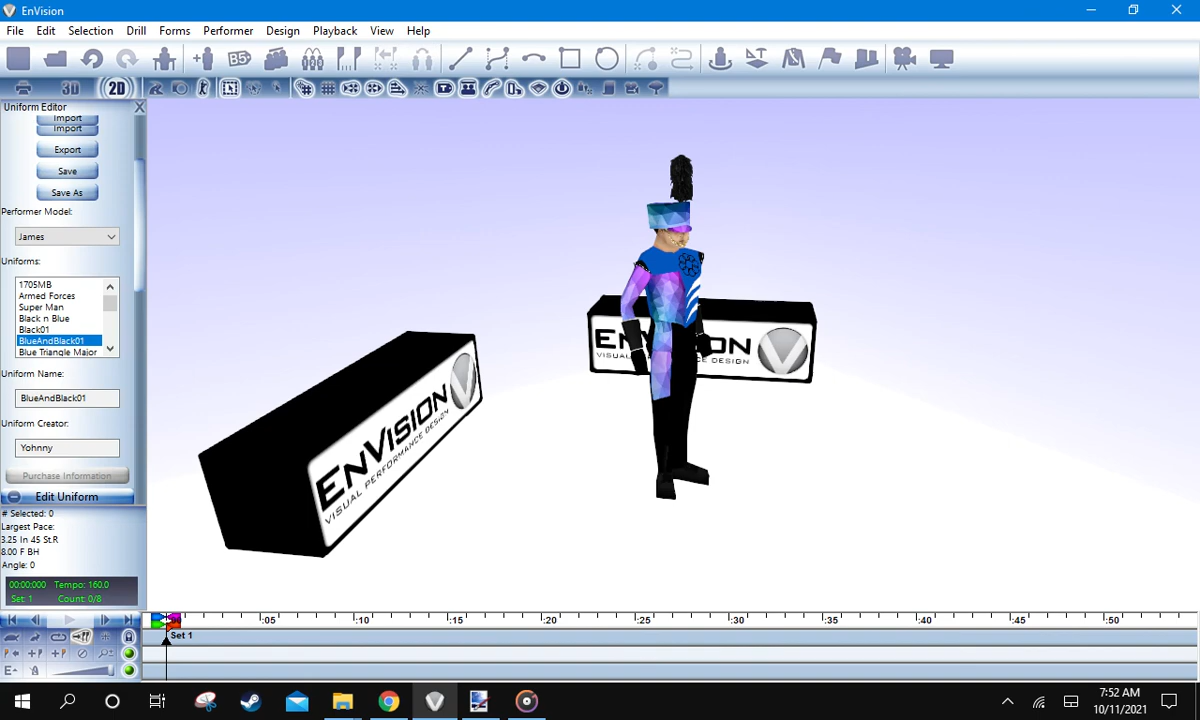 EnVision
File Edit Selection Drill Forms Performer Design Playback View Help
3D 2D
Uniform Editor
Import
Import
Export
Save
Save As
Performer Model:
James
Uniforms:
1705MB
Armed Forces
Super Man
Black n Blue
Black01
BlueAndBlack01
Blue Triangle Major
Uniform Name:
BlueAndBlack01
Uniform Creator:
Yohnny
Purchase Information
Edit Uniform
# Selected: 0
Largest Pace:
3.25 In 45 St.R
8.00 F BH
Angle: 0
00:00:000 Tempo: 160.0
Set: 1 Count: 0/8
ENVISION
VISUAL PERFORMANCE DESIGN
:05 :10 :15 :20 :25 :30 :35 :40 :45 :50
Set 1
7:52 AM
10/11/2021